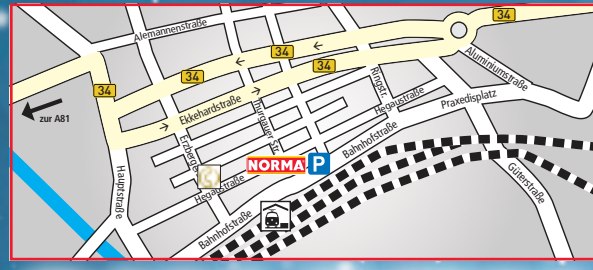 34
Alemannenstraße
34
34
34
34
Aluminiumstraße
Ringstr.
Hegaustraße
Praxedisplatz
zur A81
Ekkehardstraße
Thurgauer Str.
Erzberger
Bahnhofstraße
NORMA P
Hauptstraße
Hegaustraße
Güterstraße
Bahnhofstraße